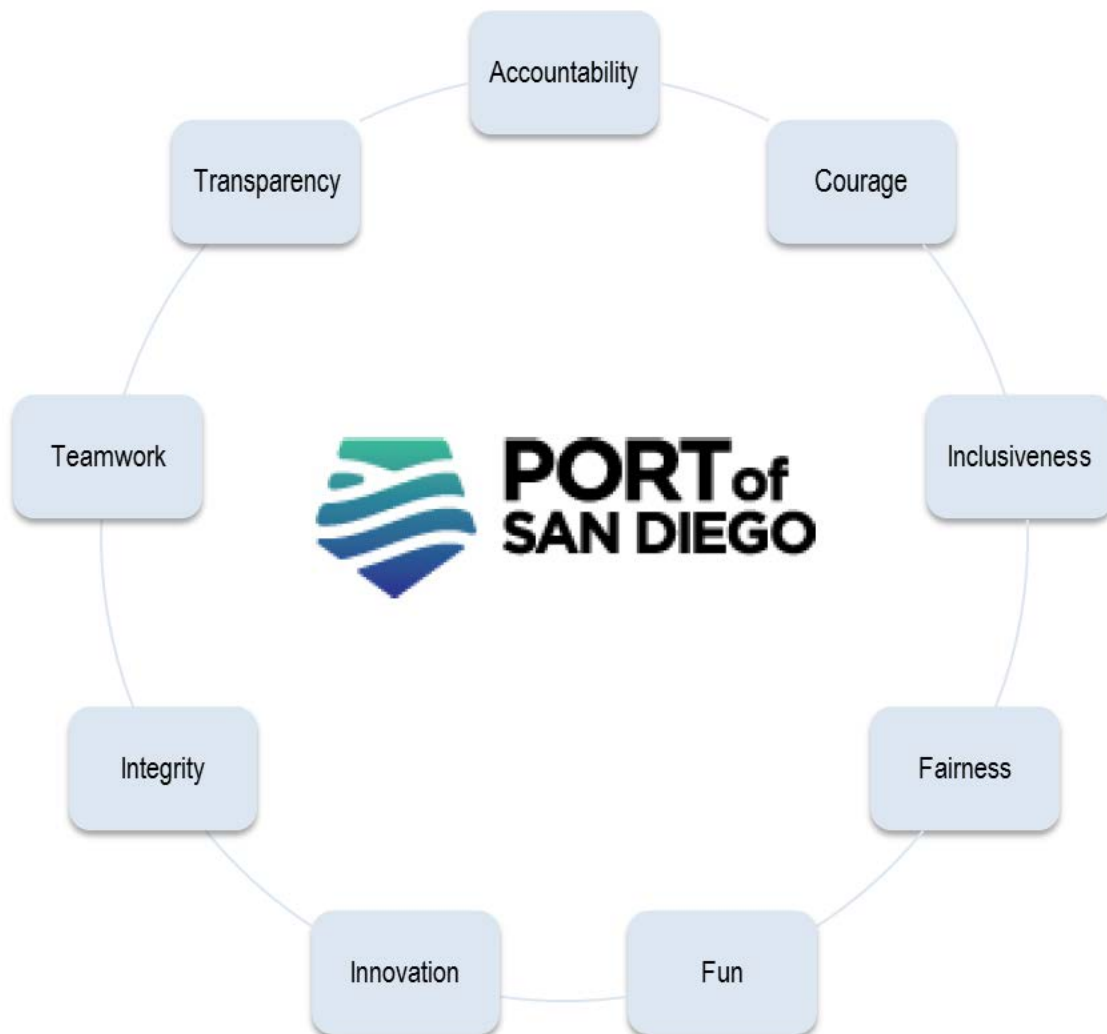 Accountability
Transparency
Courage
Teamwork
PORT of
SAN DIEGO
Inclusiveness
Integrity
Fairness
Innovation
Fun